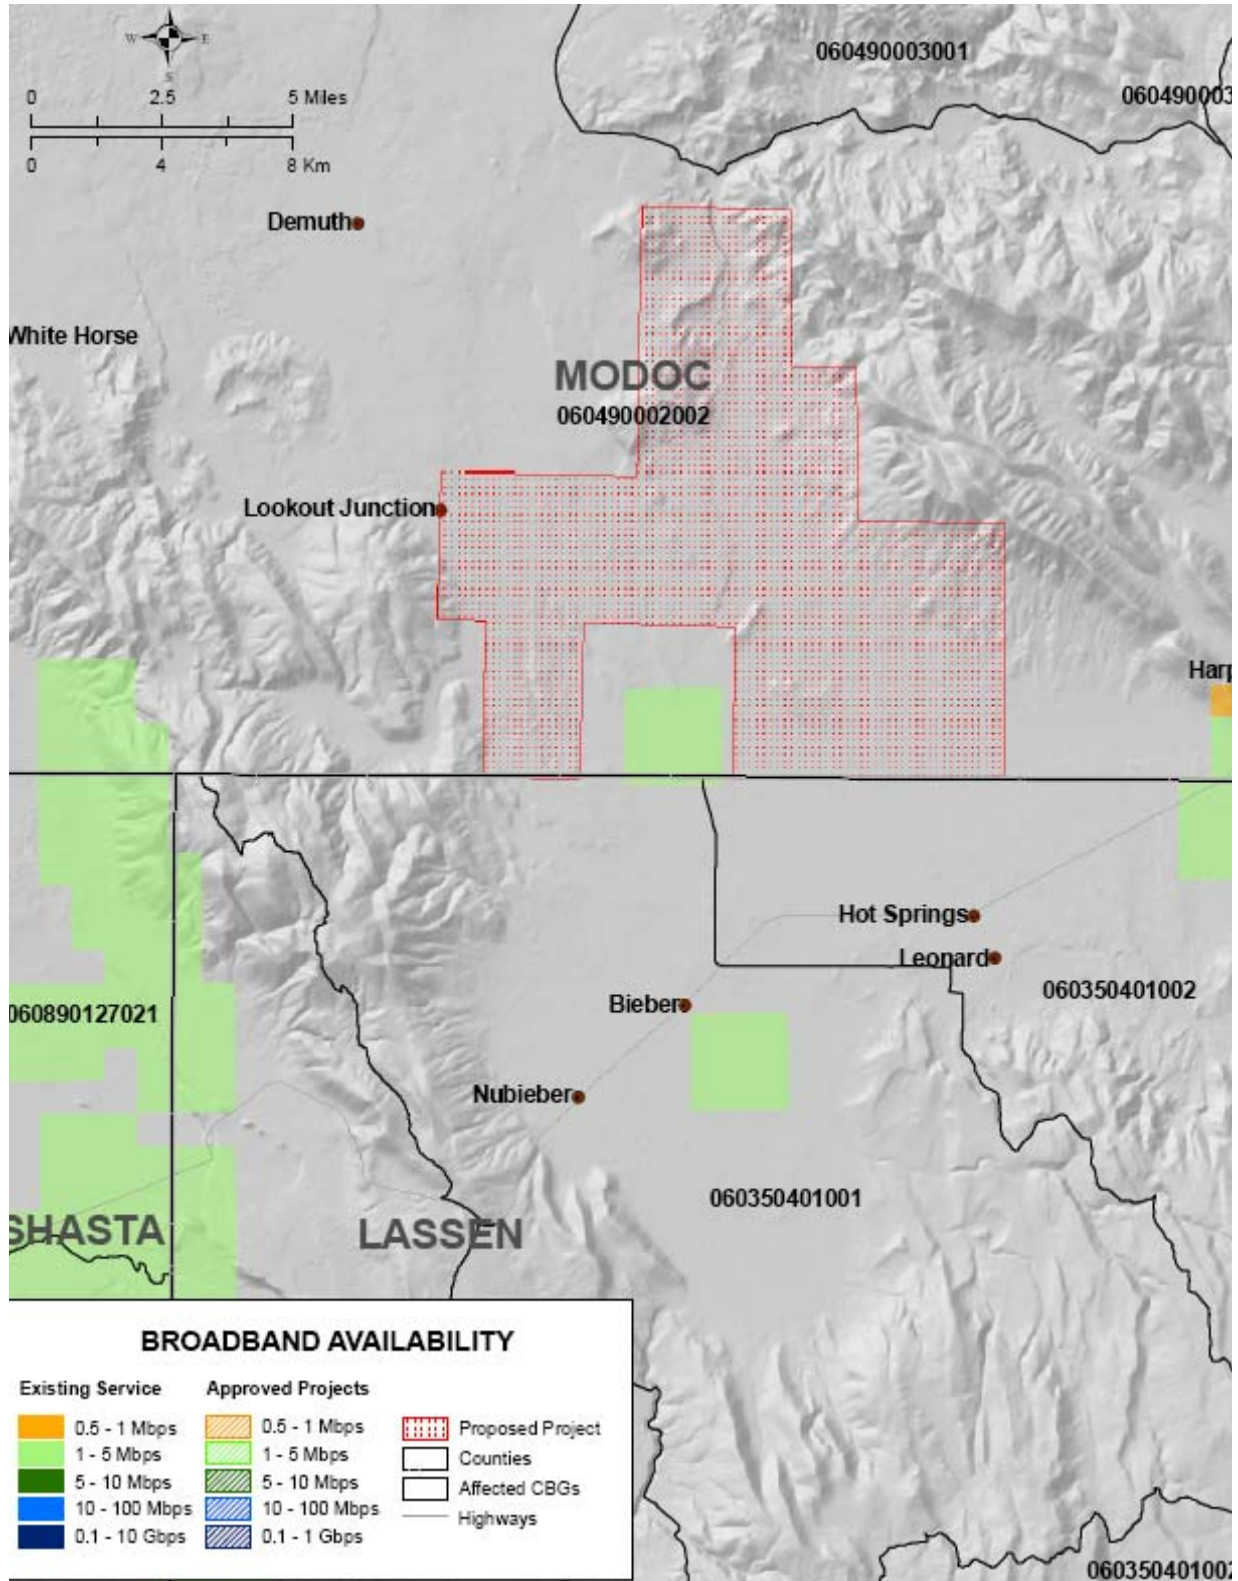 W E
S
0 2.5 5 Miles
0 4 8 Km
060490003001
060490003
Demuth
White Horse
MODOC
060490002002
Lookout Junction
Harp
Hot Springs
Leonard
060350401002
Bieber
060890127021
Nubieber
060350401001
SHASTA
LASSEN
BROADBAND AVAILABILITY
Existing Service
0.5 - 1 Mbps
1 - 5 Mbps
5 - 10 Mbps
10 - 100 Mbps
0.1 - 10 Gbps
Approved Projects
0.5 - 1 Mbps
1 - 5 Mbps
5 - 10 Mbps
10 - 100 Mbps
0.1 - 1 Gbps
Proposed Project
Counties
Affected CBGs
Highways
060350401002